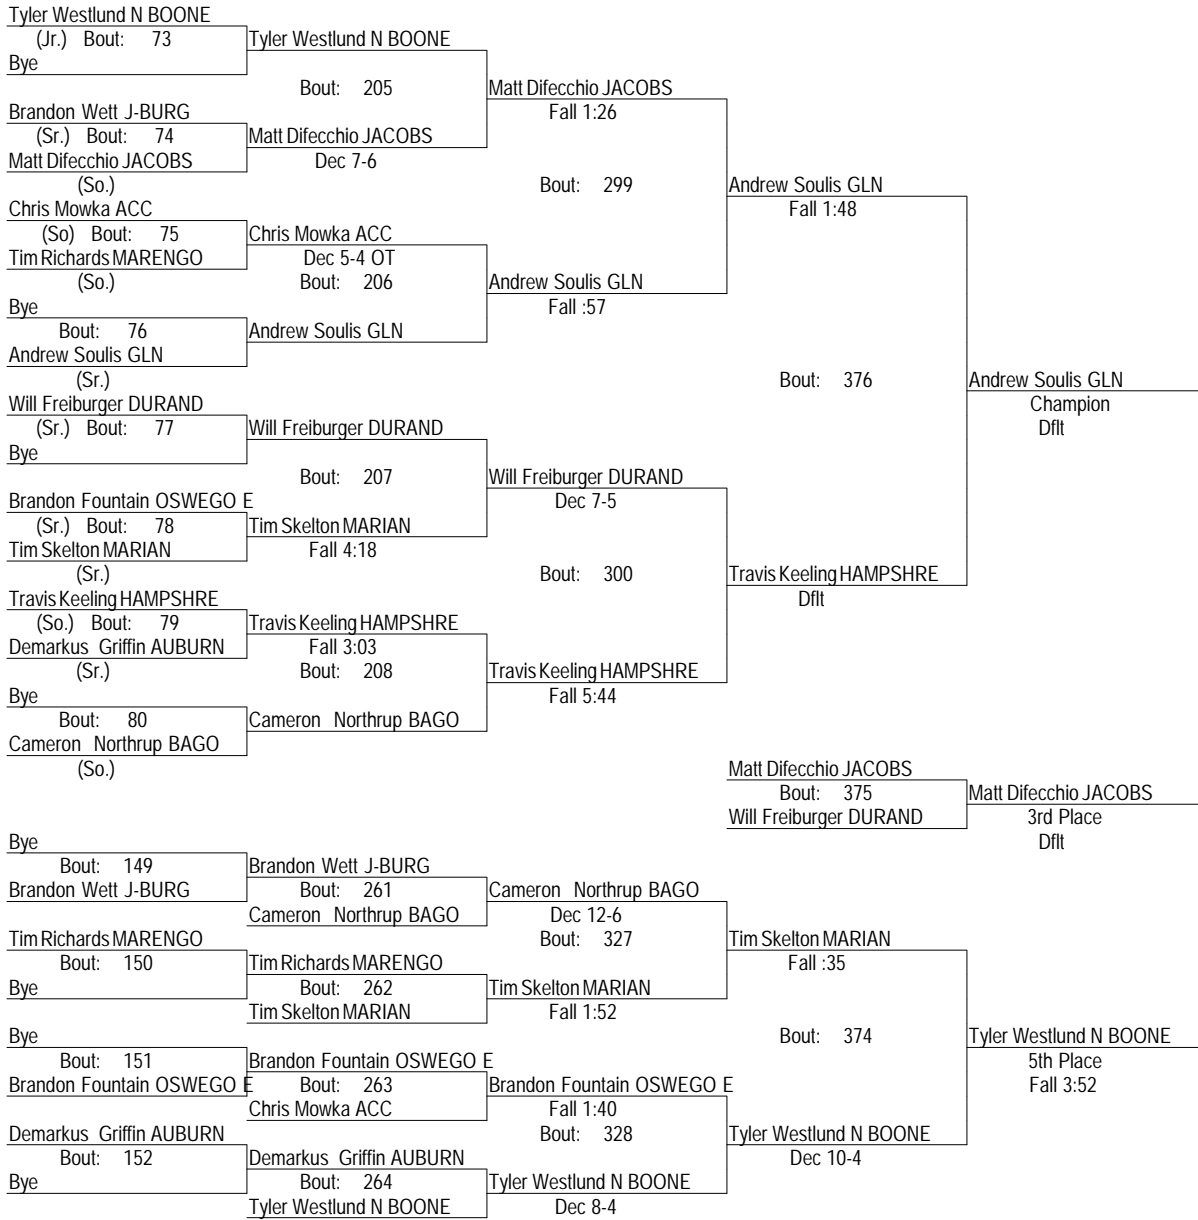 Tyler Westlund N BOONE
(Jr.) Bout: 73 Tyler Westlund N BOONE
Bye
Bout: 205 Matt Difecchio JACOBS
Brandon Wett J-BURG Fall 1:26
(Sr.) Bout: 74 Matt Difecchio JACOBS
Matt Difecchio JACOBS Dec 7-6
(So.) Bout: 299 Andrew Soulis GLN
Chris Mowka ACC Fall 1:48
(So) Bout: 75 Chris Mowka ACC
Tim Richards MARENGO Dec 5-4 OT
(So.) Bout: 206 Andrew Soulis GLN
Bye Fall :57
Bout: 76 Andrew Soulis GLN
Andrew Soulis GLN
(Sr.) Bout: 376 Andrew Soulis GLN
Will Freiburger DURAND Champion
(Sr.) Bout: 77 Will Freiburger DURAND Dflt
Bye
Bout: 207 Will Freiburger DURAND
Brandon Fountain OSWEGO E Dec 7-5
(Sr.) Bout: 78 Tim Skelton MARIAN
Tim Skelton MARIAN Fall 4:18
(Sr.) Bout: 300 Travis Keeling HAMPSHRE
Travis Keeling HAMPSHRE Dflt
(So.) Bout: 79 Travis Keeling HAMPSHRE
Demarkus Griffin AUBURN Fall 3:03
(Sr.) Bout: 208 Travis Keeling HAMPSHRE
Bye Fall 5:44
Bout: 80 Cameron Northrup BAGO
Cameron Northrup BAGO
(So.) Matt Difecchio JACOBS
Bout: 375 Matt Difecchio JACOBS
Will Freiburger DURAND 3rd Place
Bye Dflt
Bout: 149 Brandon Wett J-BURG
Brandon Wett J-BURG Bout: 261 Cameron Northrup BAGO
Cameron Northrup BAGO Dec 12-6
Tim Richards MARENGO Bout: 327 Tim Skelton MARIAN
Bout: 150 Tim Richards MARENGO Fall :35
Bye Bout: 262 Tim Skelton MARIAN
Tim Skelton MARIAN Fall 1:52
Bye Bout: 374 Tyler Westlund N BOONE
Bout: 151 Brandon Fountain OSWEGO E 5th Place
Brandon Fountain OSWEGO E Bout: 263 Brandon Fountain OSWEGO E Fall 3:52
Chris Mowka ACC Fall 1:40
Demarkus Griffin AUBURN Bout: 328 Tyler Westlund N BOONE
Bout: 152 Demarkus Griffin AUBURN Dec 10-4
Bye Bout: 264 Tyler Westlund N BOONE
Tyler Westlund N BOONE Dec 8-4